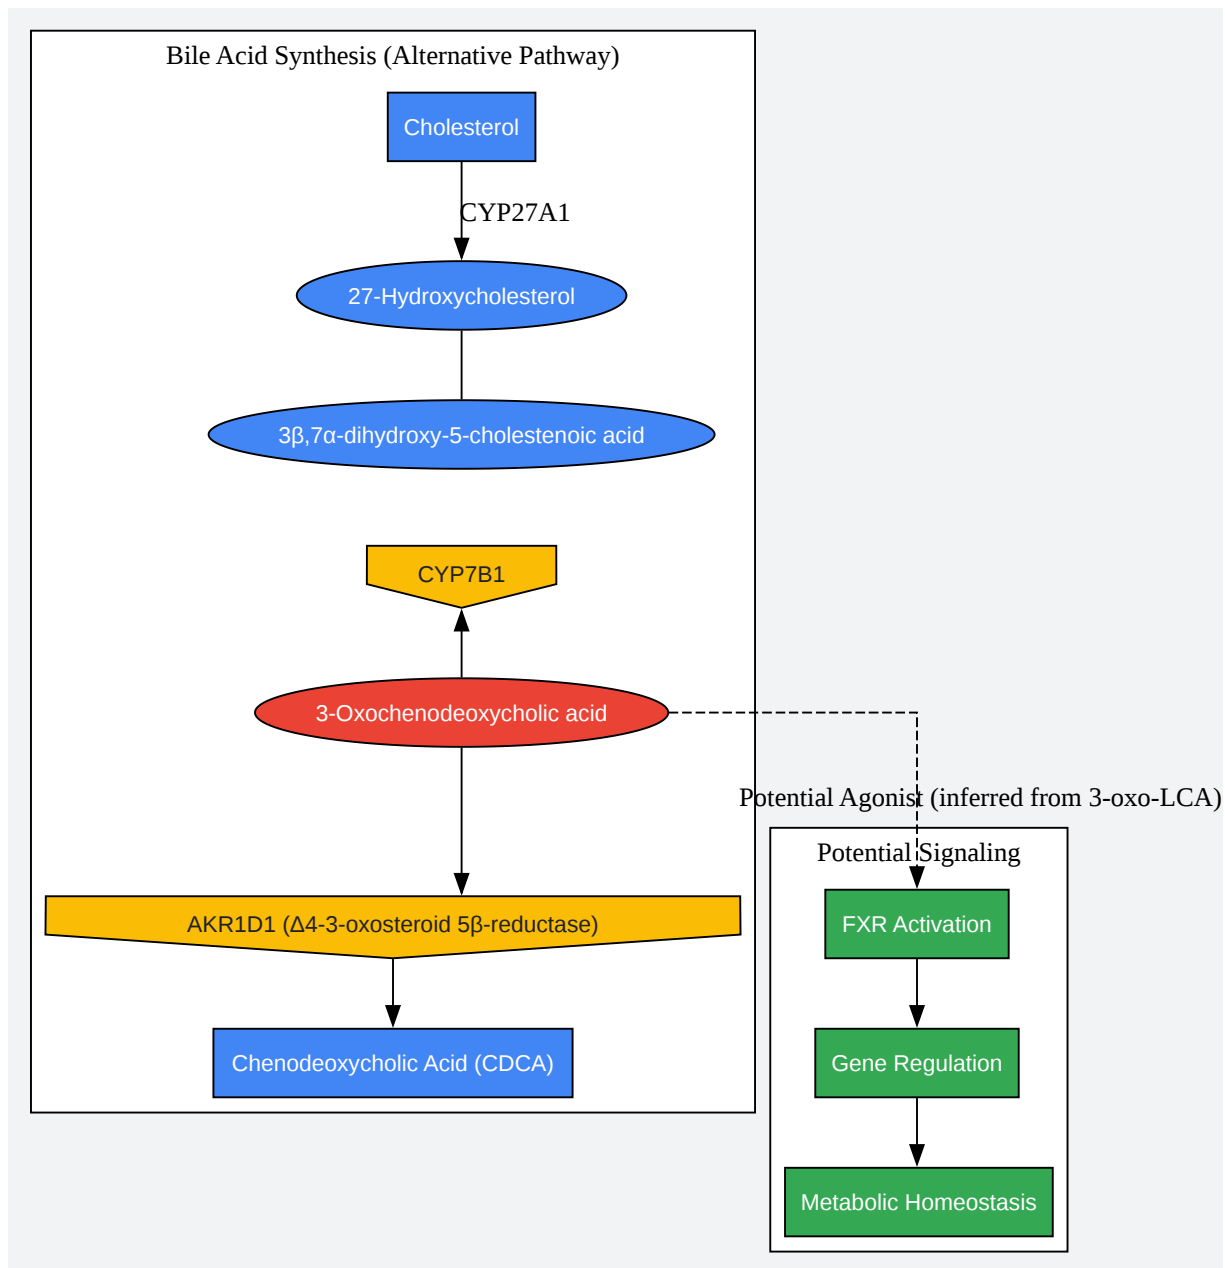 Bile Acid Synthesis (Alternative Pathway)
Cholesterol
CYP27A1
27-Hydroxycholesterol
3β,7α-dihydroxy-5-cholestenoic acid
CYP7B1
3-Oxochenodeoxycholic acid
Potential Agonist (inferred from 3-oxo-LCA)
Potential Signaling
AKR1D1 (Δ4-3-oxosteroid 5β-reductase)
FXR Activation
Chenodeoxycholic Acid (CDCA)
Gene Regulation
Metabolic Homeostasis